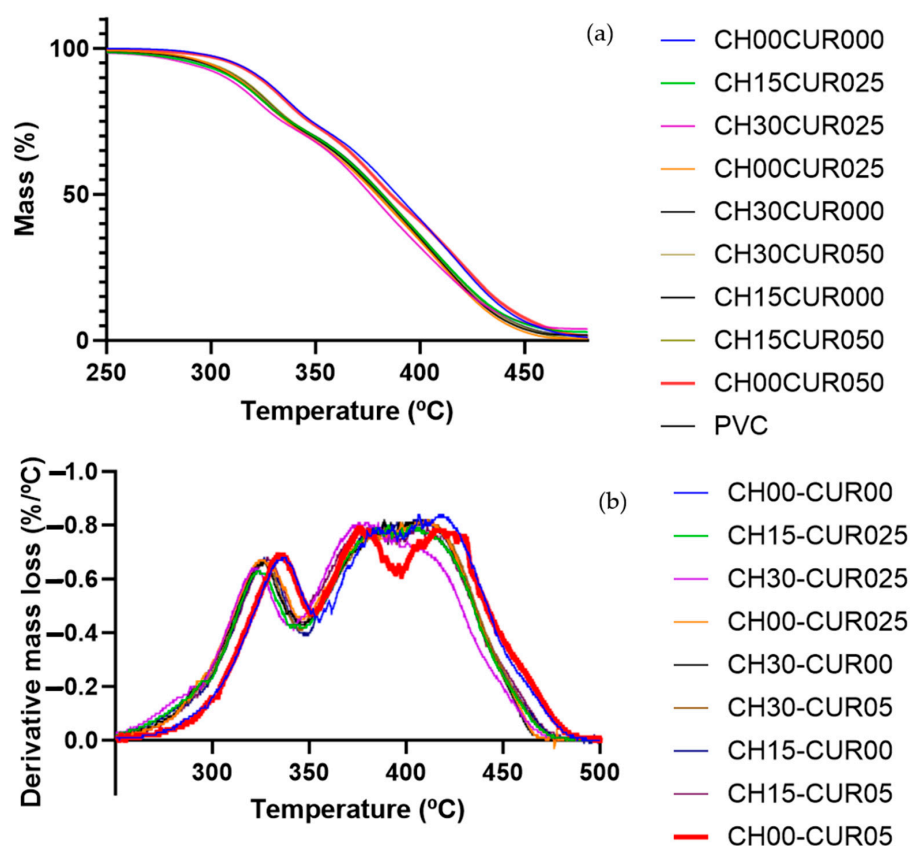 (a)
100
50
0
Mass (%)
250
300
350
400
450
Temperature (ºC)
CH00CUR000
CH15CUR025
CH30CUR025
CH00CUR025
CH30CUR000
CH30CUR050
CH15CUR000
CH15CUR050
CH00CUR050
PVC
(b)
−1.0
−0.8
−0.6
−0.4
−0.2
0.0
Derivative mass loss (%/ºC)
300
350
400
450
500
Temperature (ºC)
CH00-CUR00
CH15-CUR025
CH30-CUR025
CH00-CUR025
CH30-CUR00
CH30-CUR05
CH15-CUR00
CH15-CUR05
CH00-CUR05